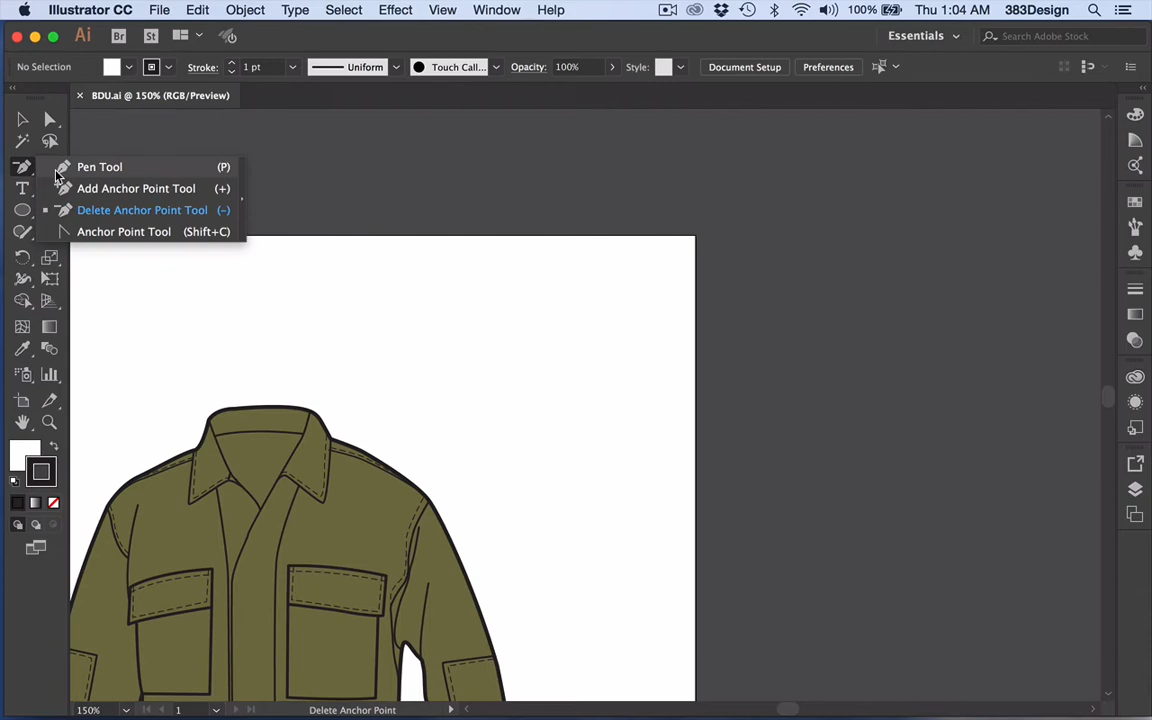 Illustrator CC File Edit Object Type Select Effect View Window Help 100% Thu 1:04 AM 383Design
Ai Br St Essentials Search Adobe Stock
No Selection Stroke: 1 pt Uniform Touch Call... Opacity: 100% Style: Document Setup Preferences
BDU.ai @ 150% (RGB/Preview)
Pen Tool (P)
Add Anchor Point Tool (+)
Delete Anchor Point Tool (–)
Anchor Point Tool (Shift+C)
150% 1 Delete Anchor Point